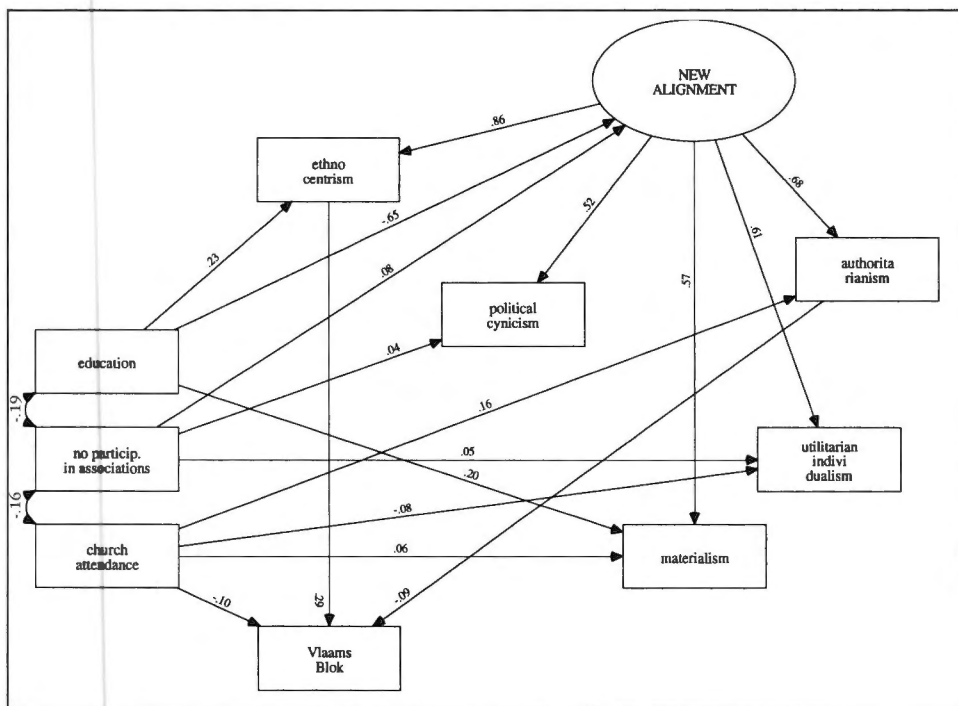 NEW
ALIGNMENT
.86
ethno
centrism
-.65
.52
.68
.61
.23
.08
.57
authorita
rianism
political
cynicism
education
.04
-.19
.16
no particip.
in associations
.05
.20
utilitarian
indivi
dualism
-.16
-.08
church
attendance
.06
materialism
-.10
.29
-.09
Vlaams
Blok